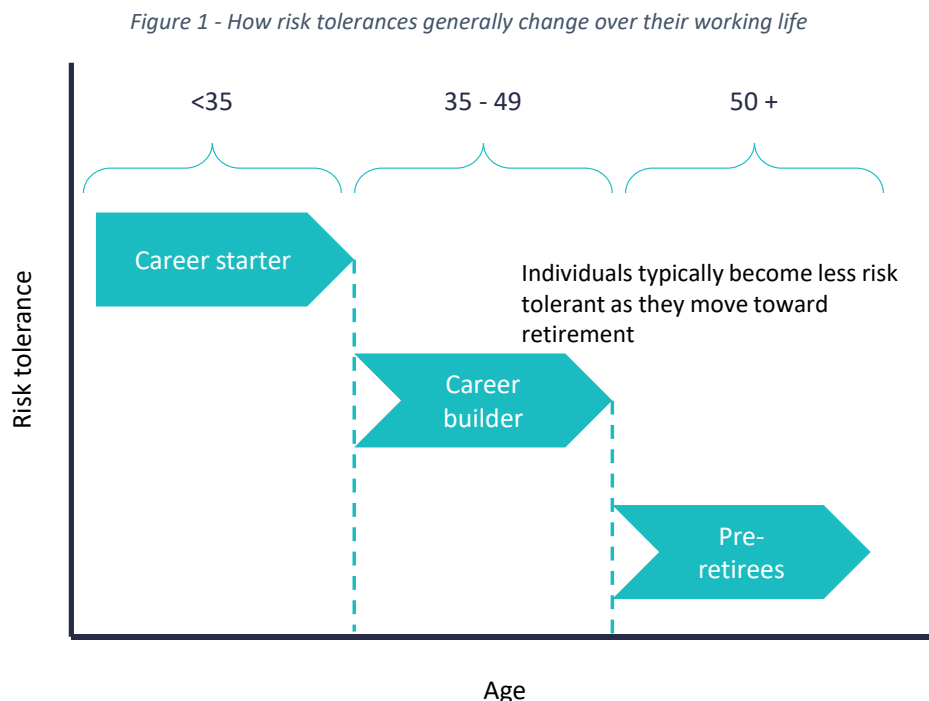 Figure 1 - How risk tolerances generally change over their working life
<35
35 - 49
50 +
Career starter
Individuals typically become less risk
tolerant as they move toward
retirement
Career
builder
Pre-
retirees
Risk tolerance
Age